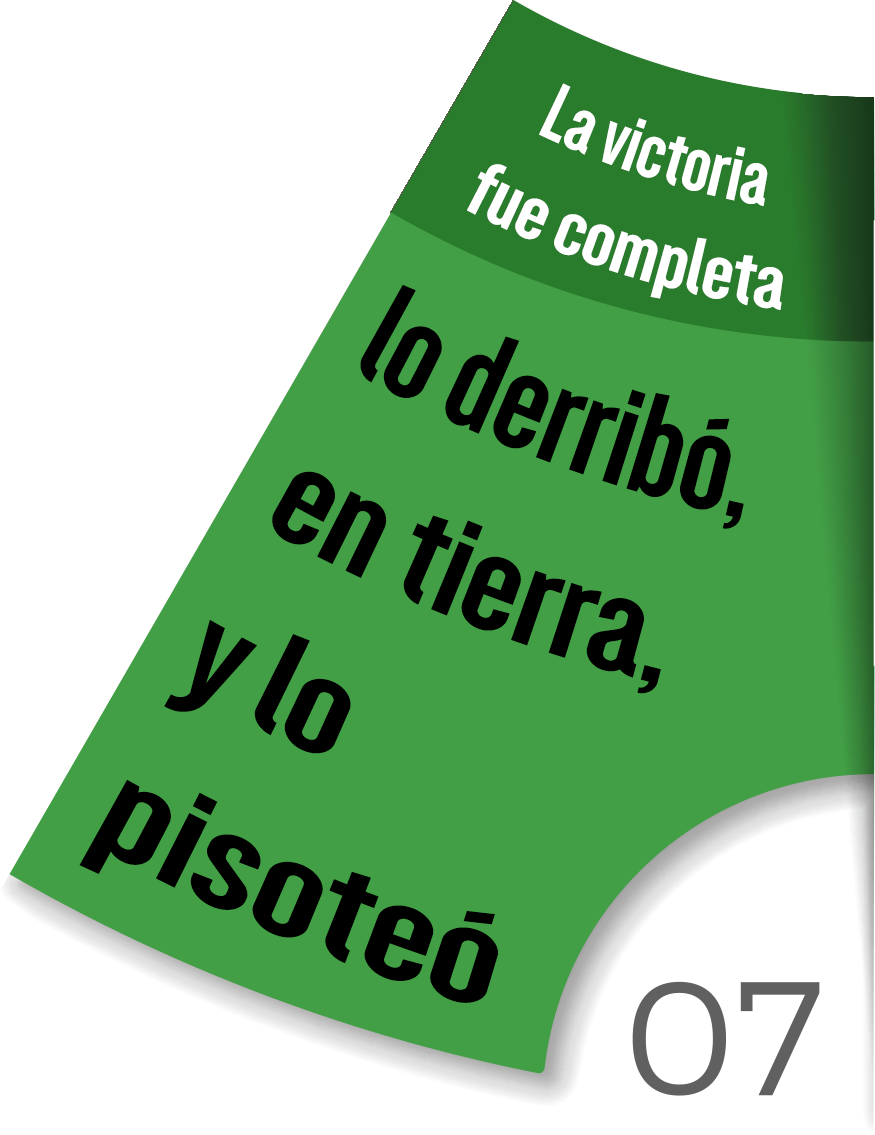 La victoria
fue completa
lo derribó,
en tierra,
y lo
pisoteó
07